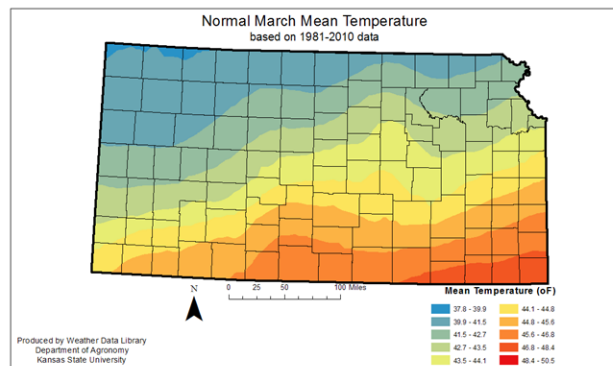 Normal March Mean Temperature
based on 1981-2010 data
N
0 25 50 100 Miles
Mean Temperature (oF)
37.8 - 39.9
39.9 - 41.5
41.5 - 42.7
42.7 - 43.5
43.5 - 44.1
44.1 - 44.8
44.8 - 45.6
45.6 - 46.8
46.8 - 48.4
48.4 - 50.5
Produced by Weather Data Library
Department of Agronomy
Kansas State University